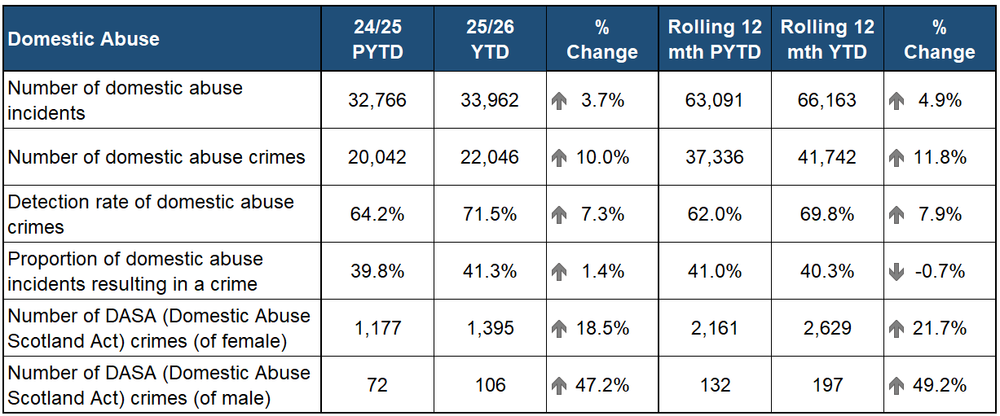 Domestic Abuse 24/25 PYTD 25/26 YTD % Change Rolling 12 mth PYTD Rolling 12 mth YTD % Change
Number of domestic abuse incidents 32,766 33,962 3.7% 63,091 66,163 4.9%
Number of domestic abuse crimes 20,042 22,046 10.0% 37,336 41,742 11.8%
Detection rate of domestic abuse crimes 64.2% 71.5% 7.3% 62.0% 69.8% 7.9%
Proportion of domestic abuse incidents resulting in a crime 39.8% 41.3% 1.4% 41.0% 40.3% -0.7%
Number of DASA (Domestic Abuse Scotland Act) crimes (of female) 1,177 1,395 18.5% 2,161 2,629 21.7%
Number of DASA (Domestic Abuse Scotland Act) crimes (of male) 72 106 47.2% 132 197 49.2%